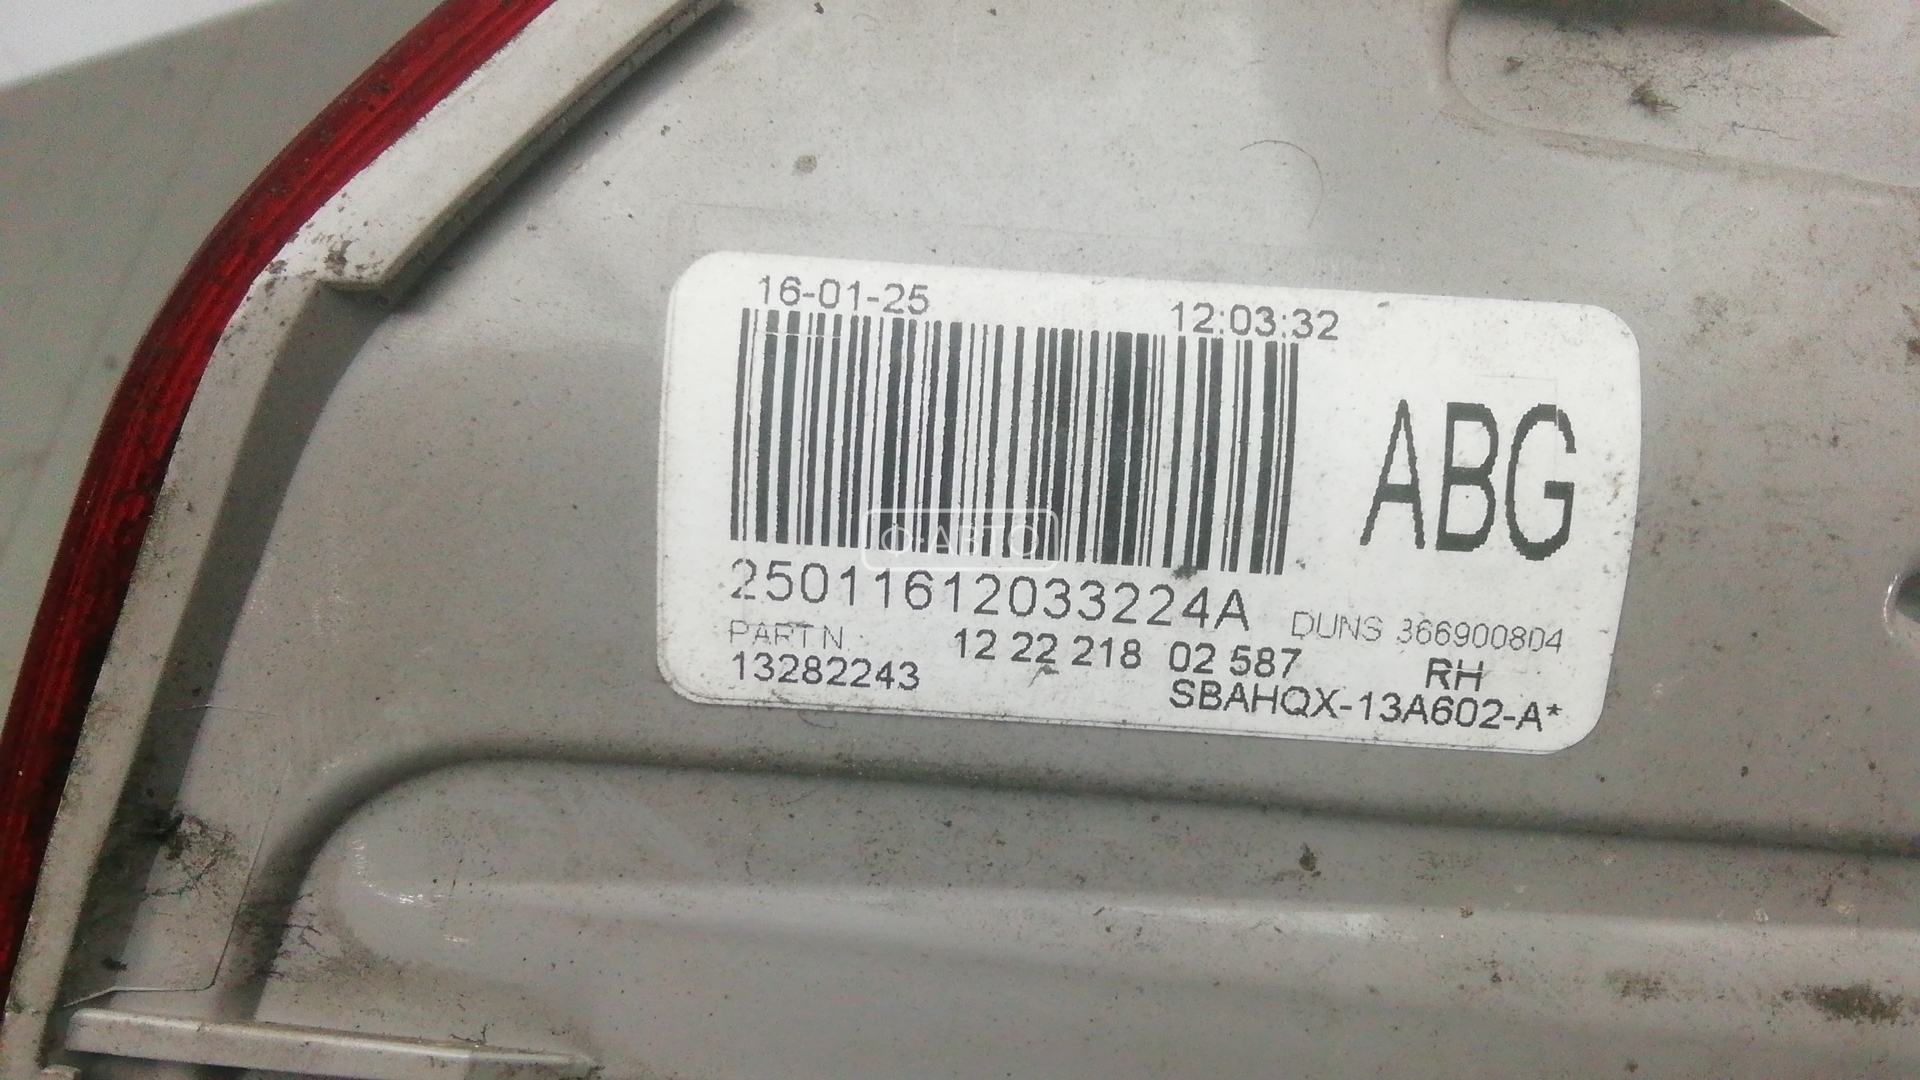 16-01-25 12:03:32
ABG
Ф-АВТО
25011612033224A
DUNS 366900804
PART N : 12 22 218 02 587 RH
13282243 SBAHQX-13A602-A*